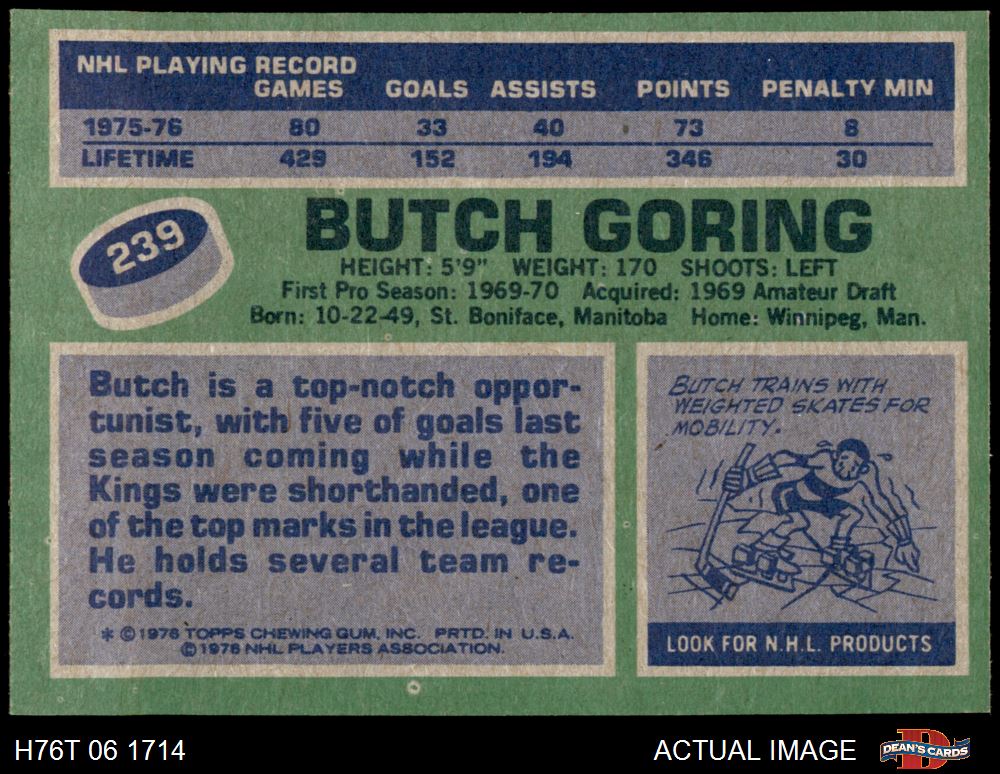 NHL PLAYING RECORD
GAMES GOALS ASSISTS POINTS PENALTY MIN
1975-76 80 33 40 73 8
LIFETIME 429 152 194 346 30
239
BUTCH GORING
HEIGHT: 5'9" WEIGHT: 170 SHOOTS: LEFT
First Pro Season: 1969-70 Acquired: 1969 Amateur Draft
Born: 10-22-49, St. Boniface, Manitoba Home: Winnipeg, Man.
Butch is a top-notch oppor-
tunist, with five of goals last
season coming while the
Kings were shorthanded, one
of the top marks in the league.
He holds several team re-
cords.
* © 1976 TOPPS CHEWING GUM, INC. PRTD. IN U.S.A.
© 1976 NHL PLAYERS ASSOCIATION.
BUTCH TRAINS WITH
WEIGHTED SKATES FOR
MOBILITY.
LOOK FOR N.H.L. PRODUCTS
H76T 06 1714
ACTUAL IMAGE
DEAN'S CARDS